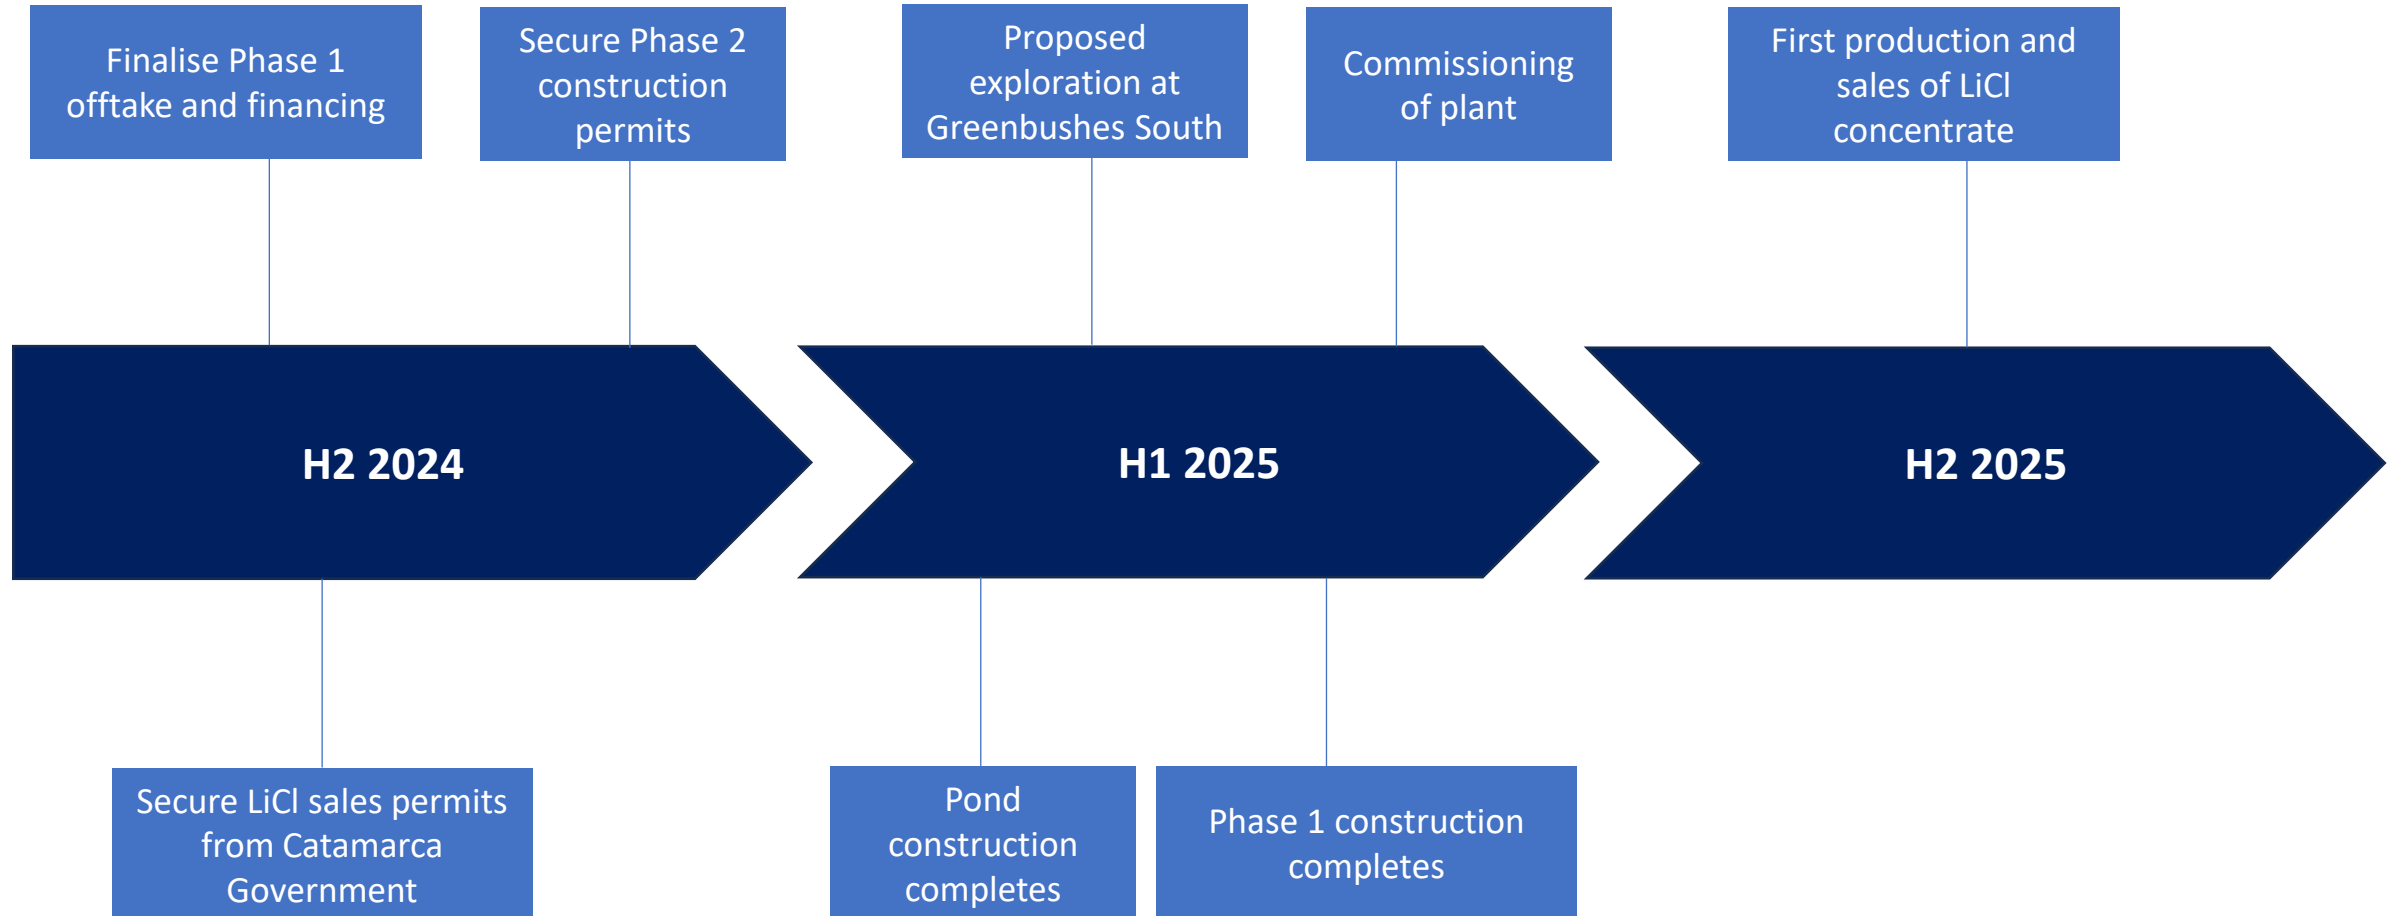 Finalise Phase 1
offtake and financing
Secure Phase 2
construction
permits
Proposed
exploration at
Greenbushes South
Commissioning
of plant
First production and
sales of LiCl
concentrate
H2 2024
H1 2025
H2 2025
Secure LiCl sales permits
from Catamarca
Government
Pond
construction
completes
Phase 1 construction
completes